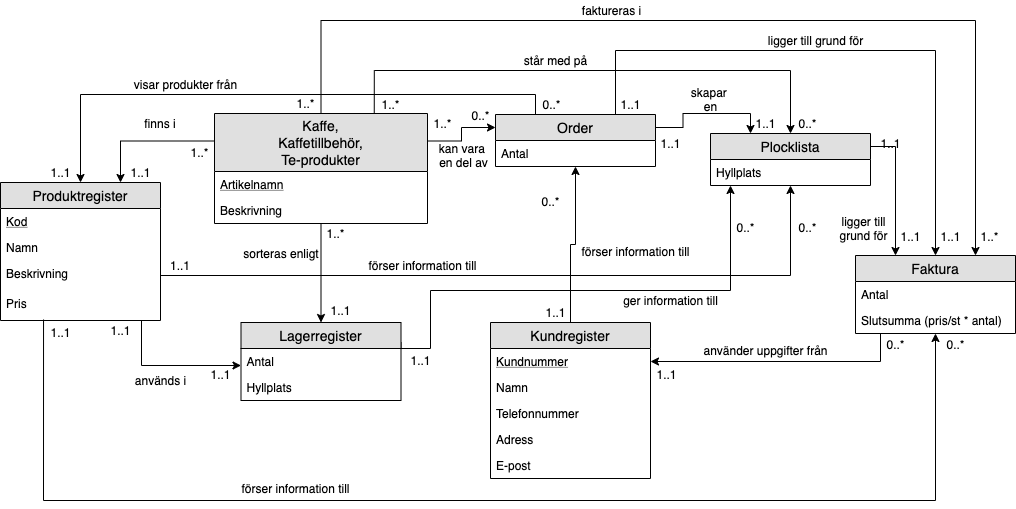 faktureras i
ligger till grund för
står med på
visar produkter från
skapar
en
1..*
1..*
0..*
1..1
finns i
1..*
Kaffe,
Kaffetillbehör,
Te-produkter
Artikelnamn
Beskrivning
1..*
0..*
kan vara
en del av
Order
Antal
1..1
1..1
0..*
Plocklista
Hyllplats
1..1
1..1
1..1
Produktregister
Kod
Namn
Beskrivning
Pris
0..*
0..*
0..*
ligger till
grund för
1..1
1..1
1..*
1..*
sorteras enligt
1..1
förser information till
förser information till
Faktura
Antal
Slutsumma (pris/st * antal)
ger information till
1..1
1..1
1..1
1..1
Lagerregister
Antal
Hyllplats
1..1
används i
1..1
Kundregister
Kundnummer
Namn
Telefonnummer
Adress
E-post
använder uppgifter från
1..1
0..*
0..*
förser information till